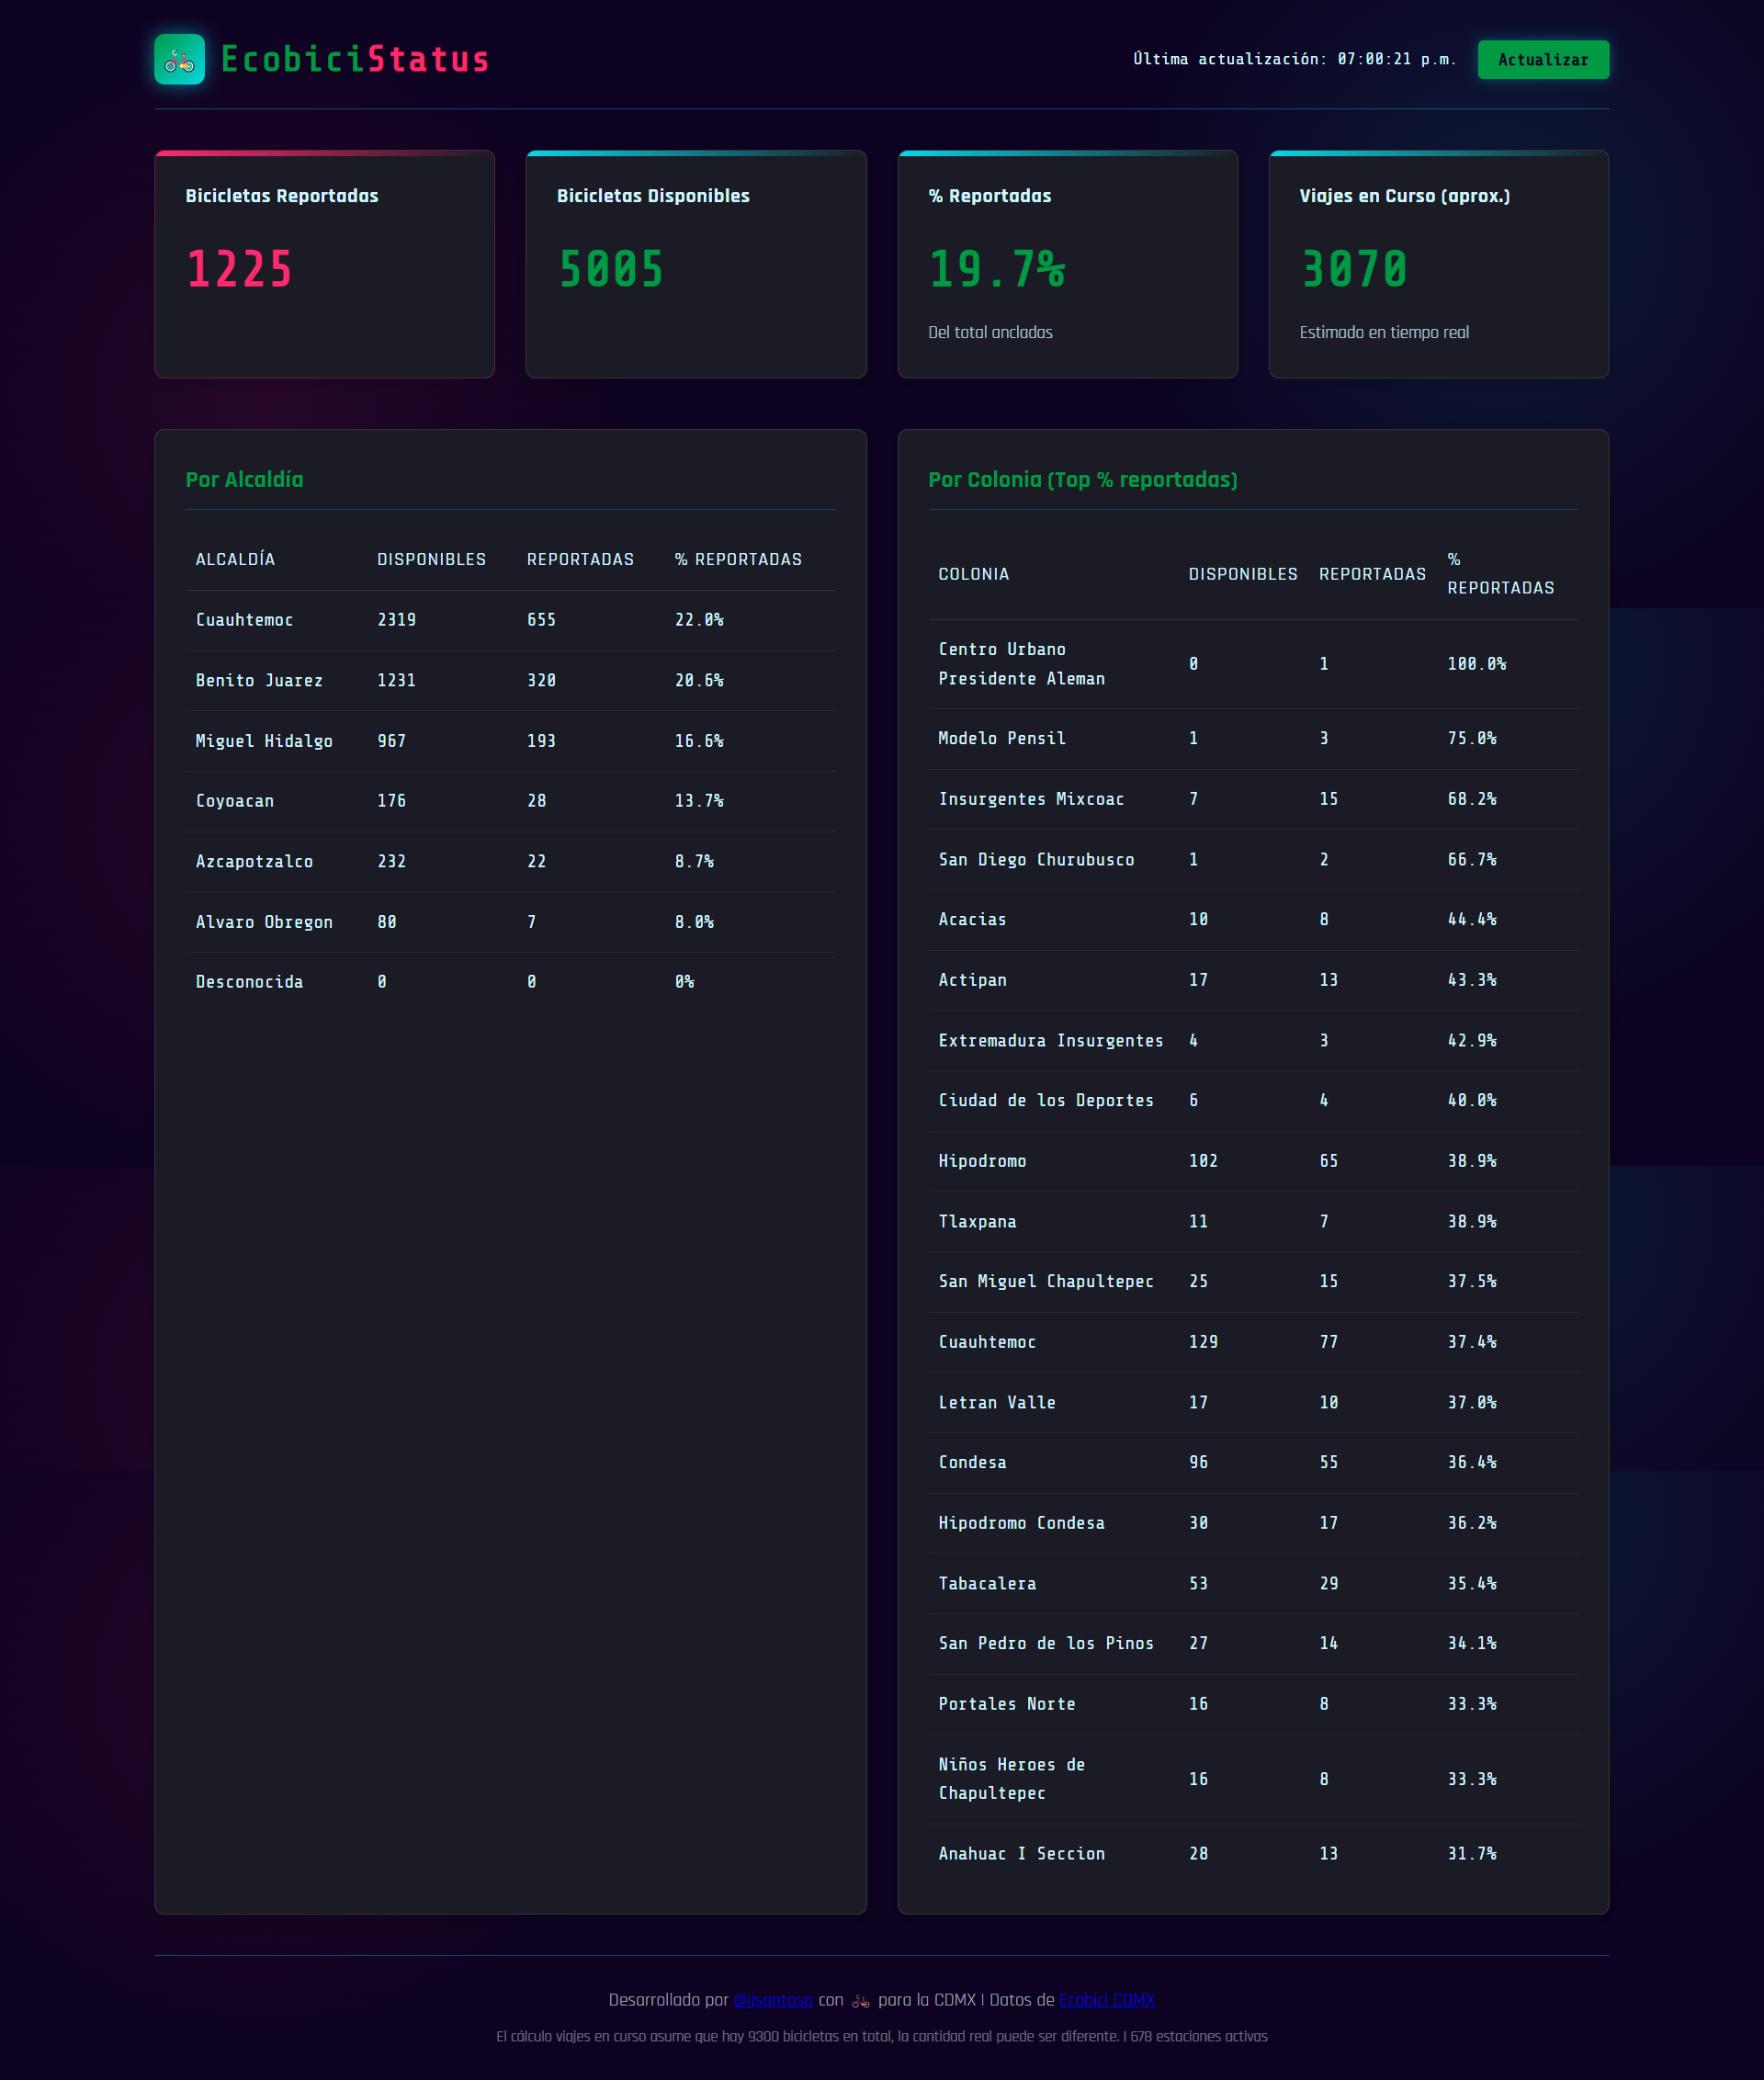 EcobiciStatus
Última actualización: 07:00:21 p.m.
Actualizar
Bicicletas Reportadas
1225
Bicicletas Disponibles
5005
% Reportadas
19.7%
Del total ancladas
Viajes en Curso (aprox.)
3070
Estimado en tiempo real
Por Alcaldía
ALCALDÍA DISPONIBLES REPORTADAS % REPORTADAS
Cuauhtemoc 2319 655 22.0%
Benito Juarez 1231 320 20.6%
Miguel Hidalgo 967 193 16.6%
Coyoacan 176 28 13.7%
Azcapotzalco 232 22 8.7%
Alvaro Obregon 80 7 8.0%
Desconocida 0 0 0%
Por Colonia (Top % reportadas)
COLONIA DISPONIBLES REPORTADAS %
REPORTADAS
Centro Urbano
Presidente Aleman 0 1 100.0%
Modelo Pensil 1 3 75.0%
Insurgentes Mixcoac 7 15 68.2%
San Diego Churubusco 1 2 66.7%
Acacias 10 8 44.4%
Actipan 17 13 43.3%
Extremadura Insurgentes 4 3 42.9%
Ciudad de los Deportes 6 4 40.0%
Hipodromo 102 65 38.9%
Tlaxpana 11 7 38.9%
San Miguel Chapultepec 25 15 37.5%
Cuauhtemoc 129 77 37.4%
Letran Valle 17 10 37.0%
Condesa 96 55 36.4%
Hipodromo Condesa 30 17 36.2%
Tabacalera 53 29 35.4%
San Pedro de los Pinos 27 14 34.1%
Portales Norte 16 8 33.3%
Niños Heroes de
Chapultepec 16 8 33.3%
Anahuac I Seccion 28 13 31.7%
Desarrollado por @jjsantosa con 🚲 para la CDMX | Datos de Ecobici CDMX
El cálculo viajes en curso asume que hay 9300 bicicletas en total, la cantidad real puede ser diferente. | 678 estaciones activas